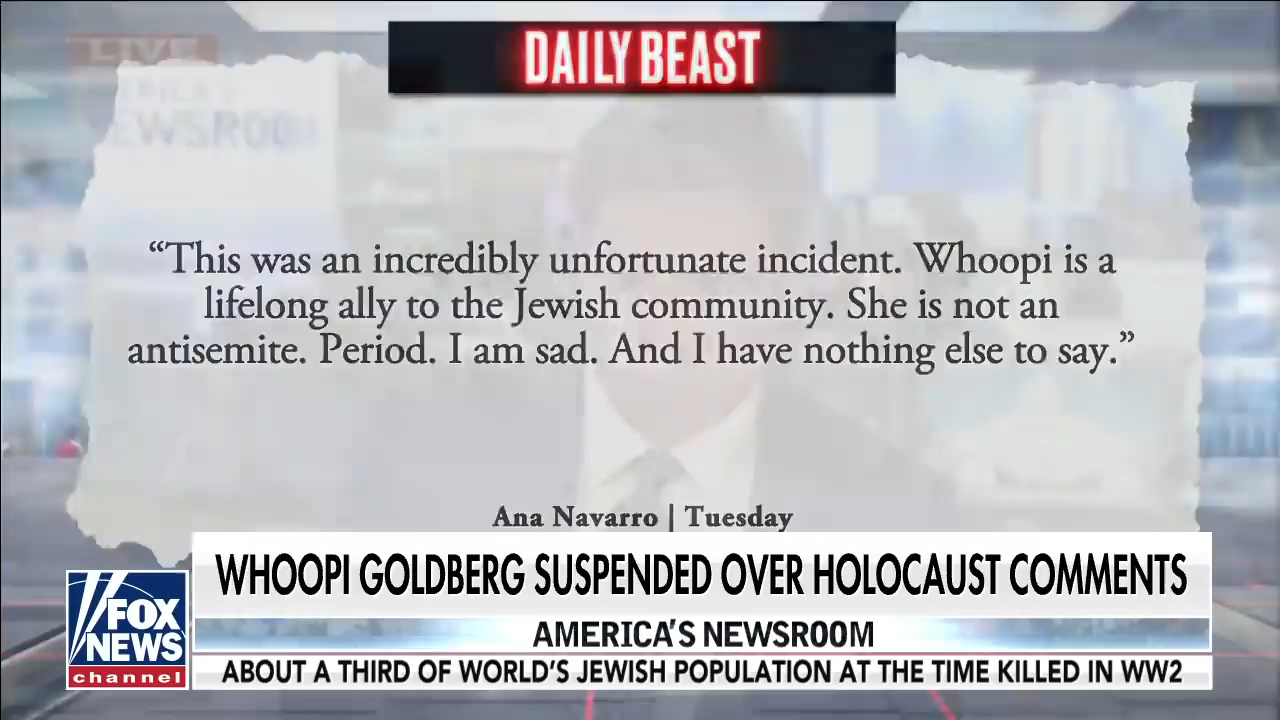 LIVE
DAILY BEAST
NEWSROOM
“This was an incredibly unfortunate incident. Whoopi is a
lifelong ally to the Jewish community. She is not an
antisemite. Period. I am sad. And I have nothing else to say.”
Ana Navarro | Tuesday
WHOOPI GOLDBERG SUSPENDED OVER HOLOCAUST COMMENTS
FOX
NEWS
channel
AMERICA’S NEWSROOM
ABOUT A THIRD OF WORLD’S JEWISH POPULATION AT THE TIME KILLED IN WW2